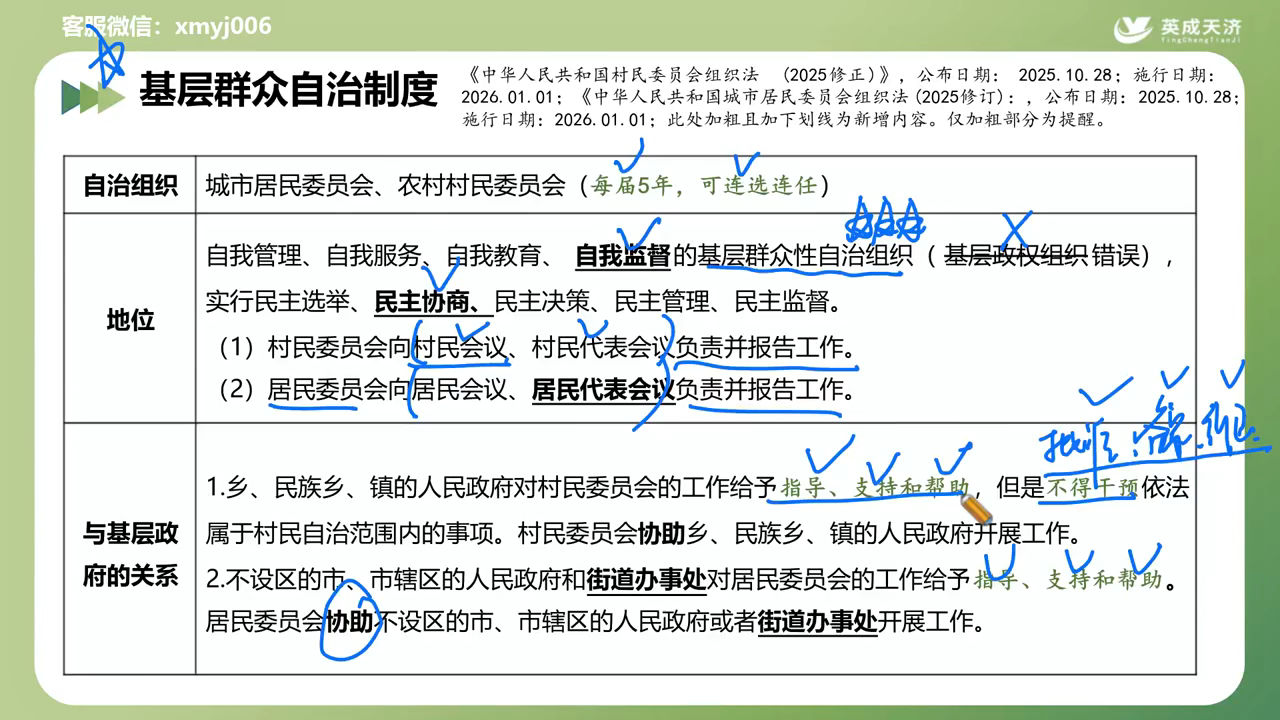 客服微信：xmyj006
英成天济
YingChengTianJi
基层群众自治制度
《中华人民共和国村民委员会组织法 (2025修正)》，公布日期： 2025.10.28；施行日期：
2026.01.01；《中华人民共和国城市居民委员会组织法(2025修订)：，公布日期：2025.10.28；
施行日期：2026.01.01；此处加粗且加下划线为新增内容。仅加粗部分为提醒。
自治组织
城市居民委员会、农村村民委员会（每届5年，可连选连任）
地位
自我管理、自我服务、自我教育、 自我监督的基层群众性自治组织（ 基层政权组织错误），
实行民主选举、民主协商、民主决策、民主管理、民主监督。
（1）村民委员会向村民会议、村民代表会议负责并报告工作。
（2）居民委员会向居民会议、居民代表会议负责并报告工作。
与基层政
府的关系
1.乡、民族乡、镇的人民政府对村民委员会的工作给予指导、支持和帮助，但是不得干预依法
属于村民自治范围内的事项。村民委员会协助乡、民族乡、镇的人民政府开展工作。
2.不设区的市、市辖区的人民政府和街道办事处对居民委员会的工作给予指导、支持和帮助。
居民委员会协助不设区的市、市辖区的人民政府或者街道办事处开展工作。